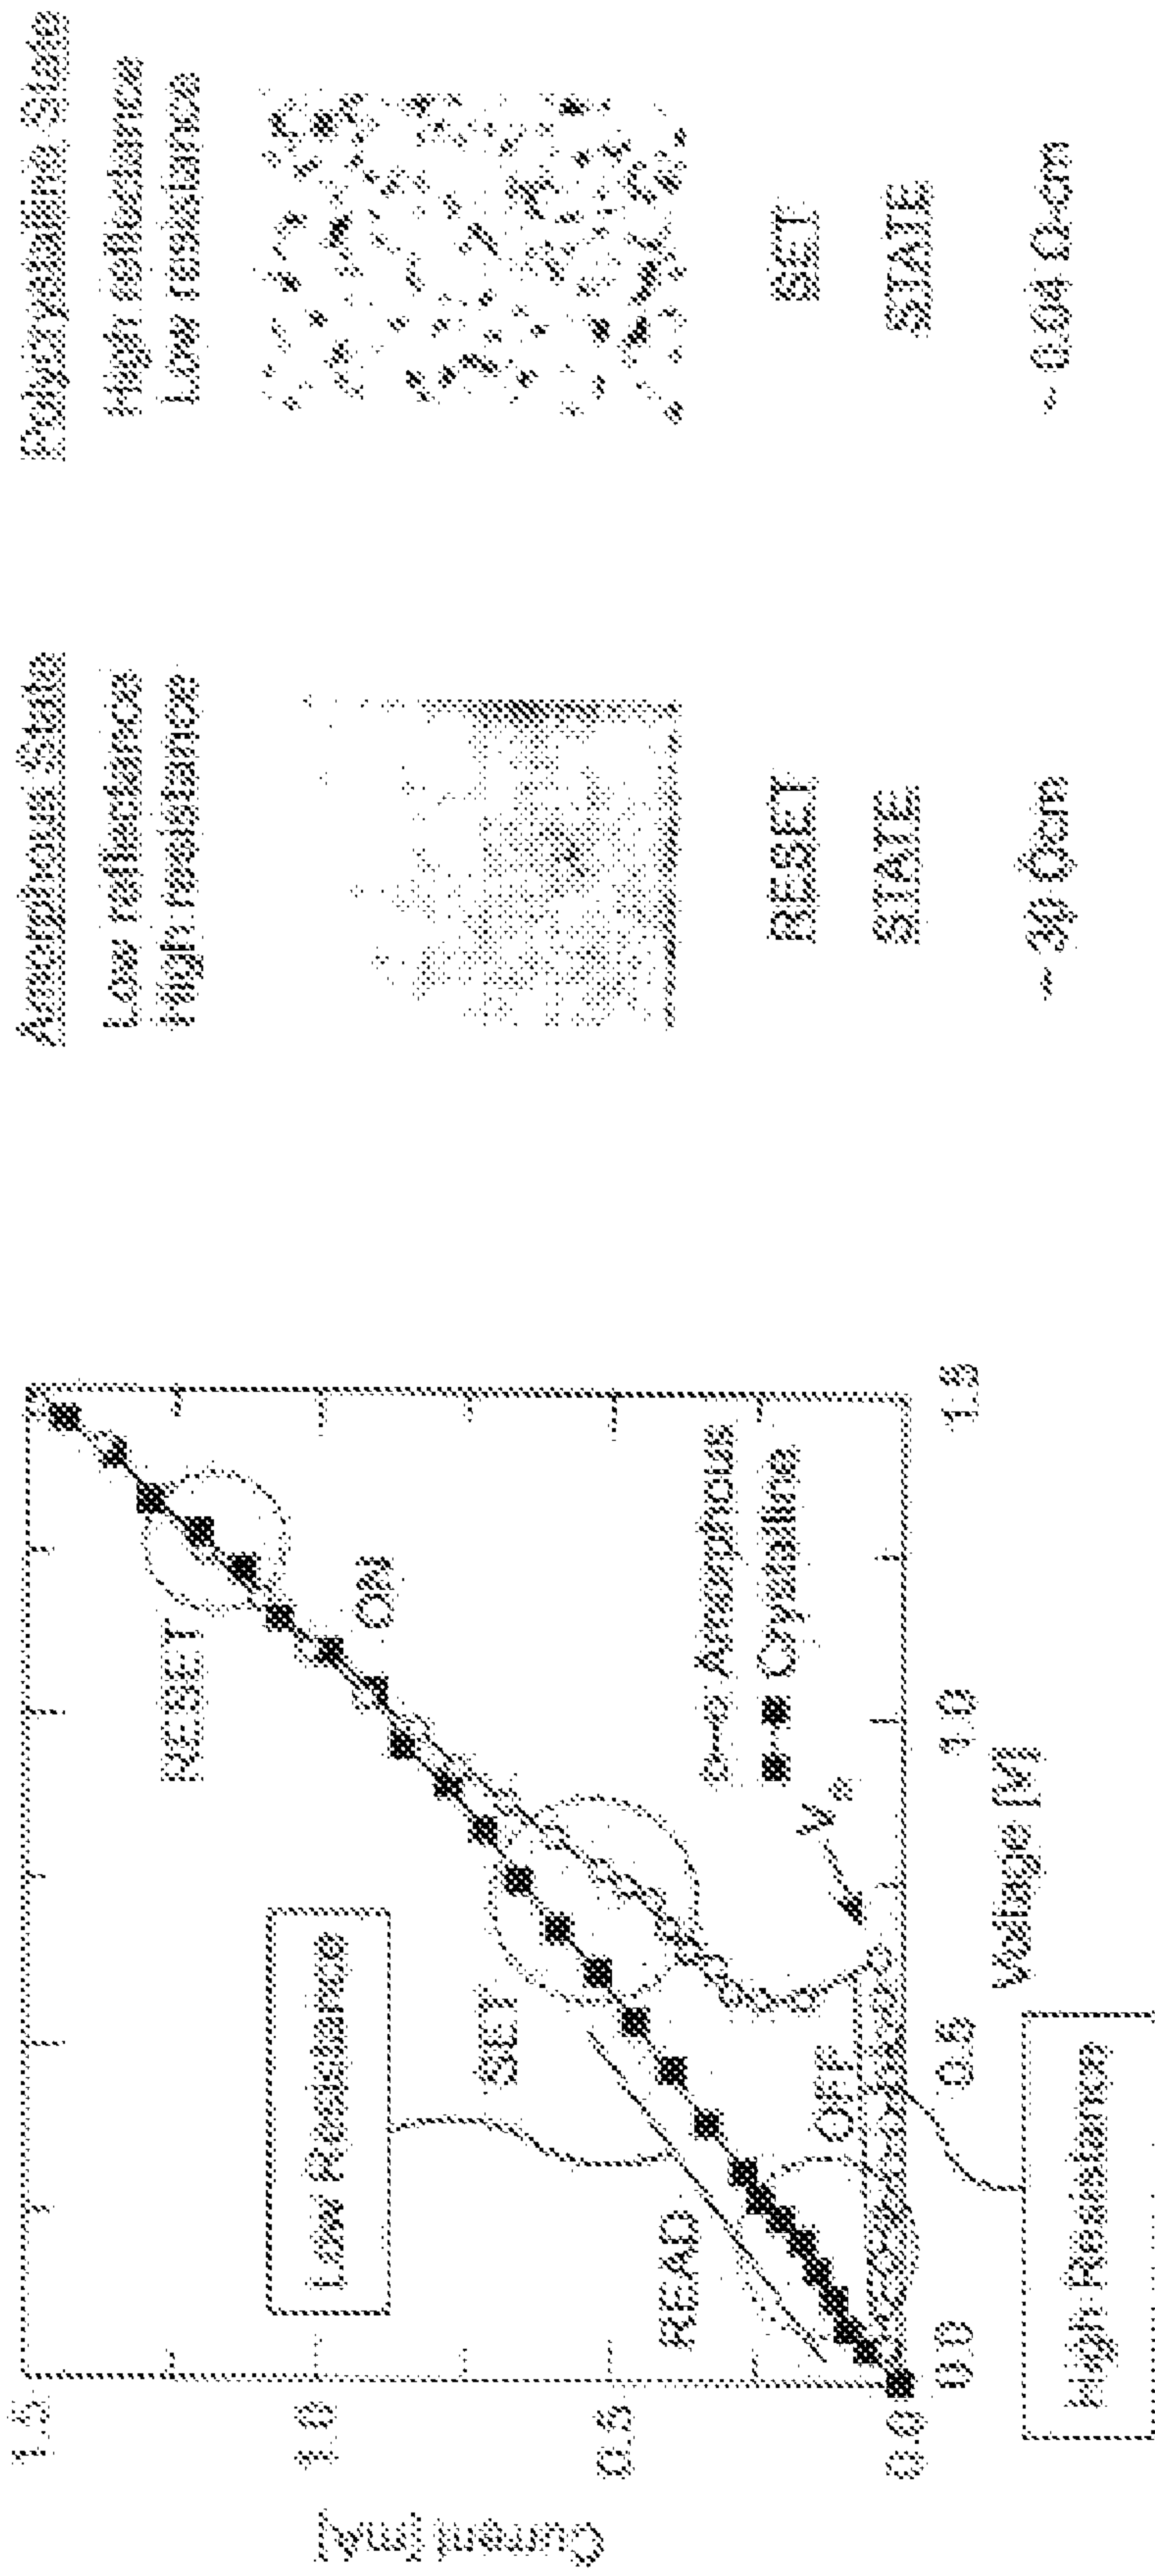 Current [mA]
1.5
1.0
0.5
0.0
0.0
0.5
1.0
1.5
Voltage [V]
Low Resistance
High Resistance
READ
SET
RESET
ON
OFF
Amorphous
Crystalline
Amorphous State
Low reflectance
High resistance
RESET
STATE
~ 30 Ωcm
Polycrystalline State
High reflectance
Low resistance
SET
STATE
~ 0.04 Ω-cm